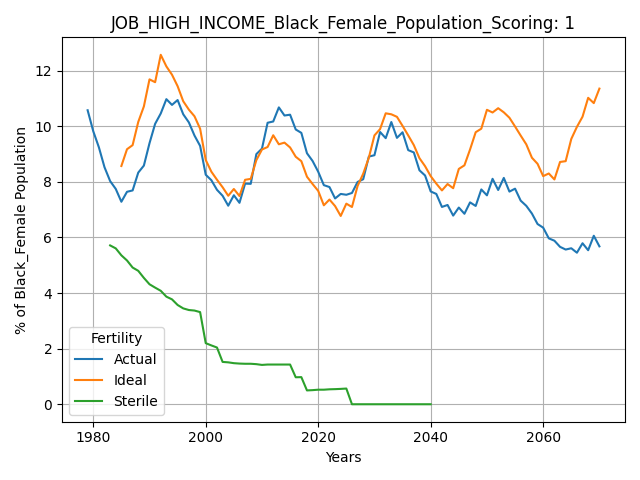 JOB_HIGH_INCOME_Black_Female_Population_Scoring: 1
% of Black_Female Population
12
10
8
6
4
2
0
Fertility
Actual
Ideal
Sterile
1980
2000
2020
2040
2060
Years